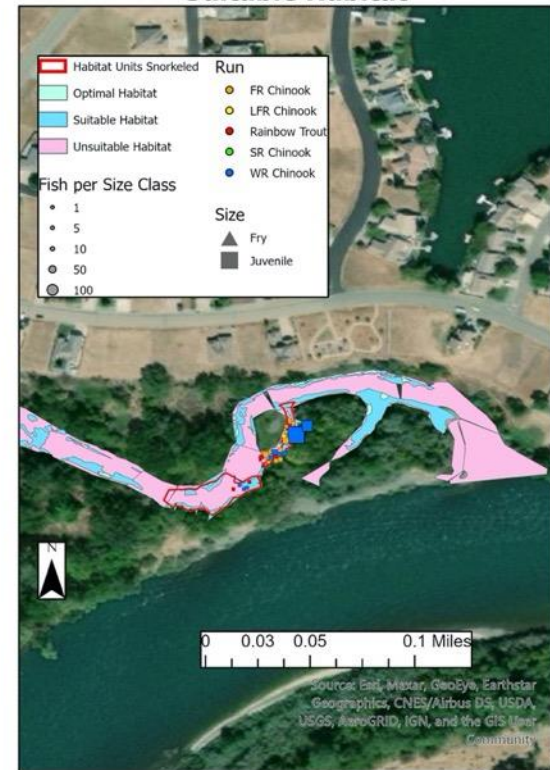 Habitat Units Snorkeled
Optimal Habitat
Suitable Habitat
Unsuitable Habitat
Fish per Size Class
1
5
10
50
100
Run
FR Chinook
LFR Chinook
Rainbow Trout
SR Chinook
WR Chinook
Size
Fry
Juvenile
N
0 0.03 0.05 0.1 Miles
Source: Esri, Maxar, GeoEye, Earthstar
Geographics, CNES/Airbus DS, USDA,
USGS, AeroGRID, IGN, and the GIS User
Community